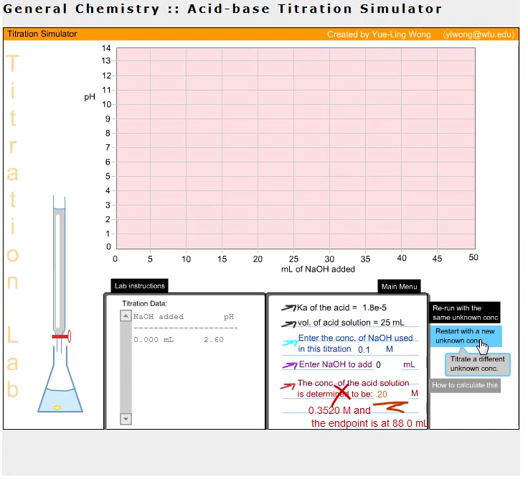 General Chemistry :: Acid-base Titration Simulator
Titration Simulator
Created by Yue-Ling Wong (ylwong@wfu.edu)
Titration Lab
14
13
12
11
pH
10
9
8
7
6
5
4
3
2
1
0
0 5 10 15 20 25 30 35 40 45 50
mL of NaOH added
Lab instructions
Main Menu
Titration Data:
NaOH added pH
0.000 mL 2.60
Ka of the acid = 1.8e-5
vol. of acid solution = 25 mL
Enter the conc. of NaOH used
in this titration 0.1 M
Enter NaOH to add 0 mL
The conc. of the acid solution
is determined to be: .20 M
0.3520 M and
the endpoint is at 88.0 mL
Re-run with the
same unknown conc
Restart with a new
unknown conc.
Titrate a different
unknown conc.
How to calculate this